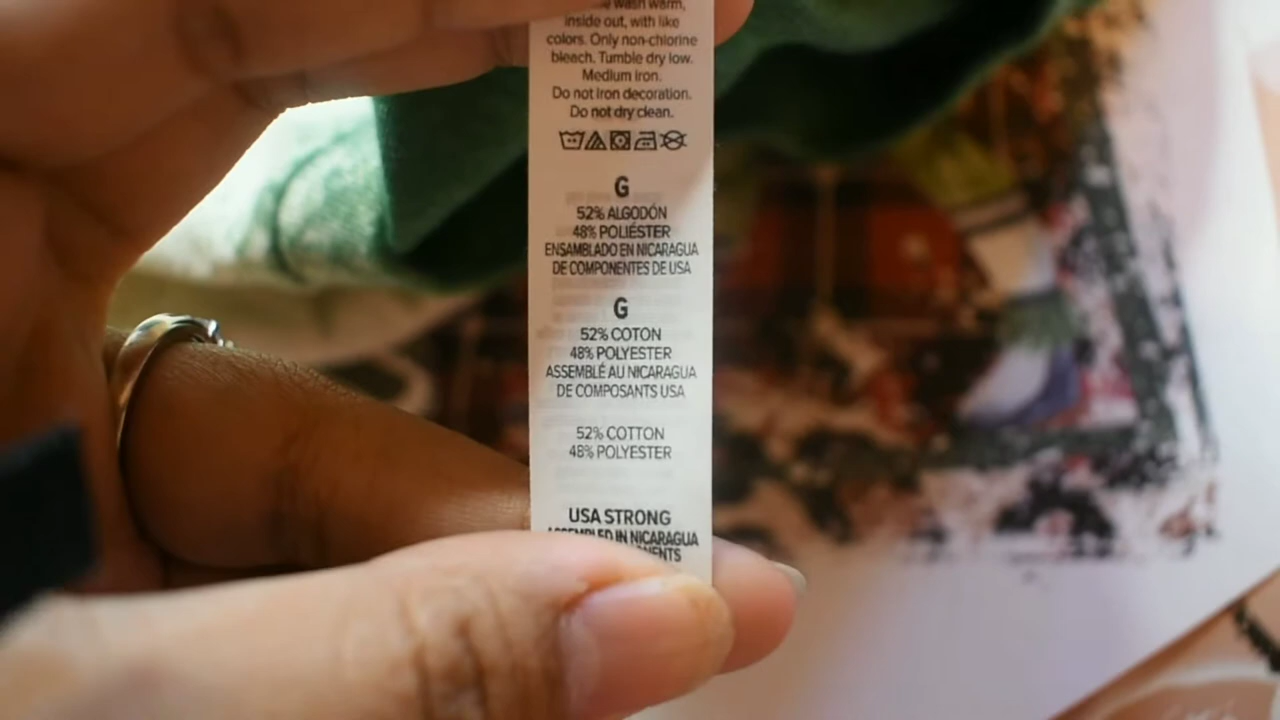 wash warm,
inside out, with like
colors. Only non-chlorine
bleach. Tumble dry low.
Medium iron.
Do not iron decoration.
Do not dry clean.
G
52% ALGODÓN
48% POLIÉSTER
ENSAMBLADO EN NICARAGUA
DE COMPONENTES DE USA
G
52% COTON
48% POLYESTER
ASSEMBLÉ AU NICARAGUA
DE COMPOSANTS USA
52% COTTON
48% POLYESTER
USA STRONG
ASSEMBLED IN NICARAGUA